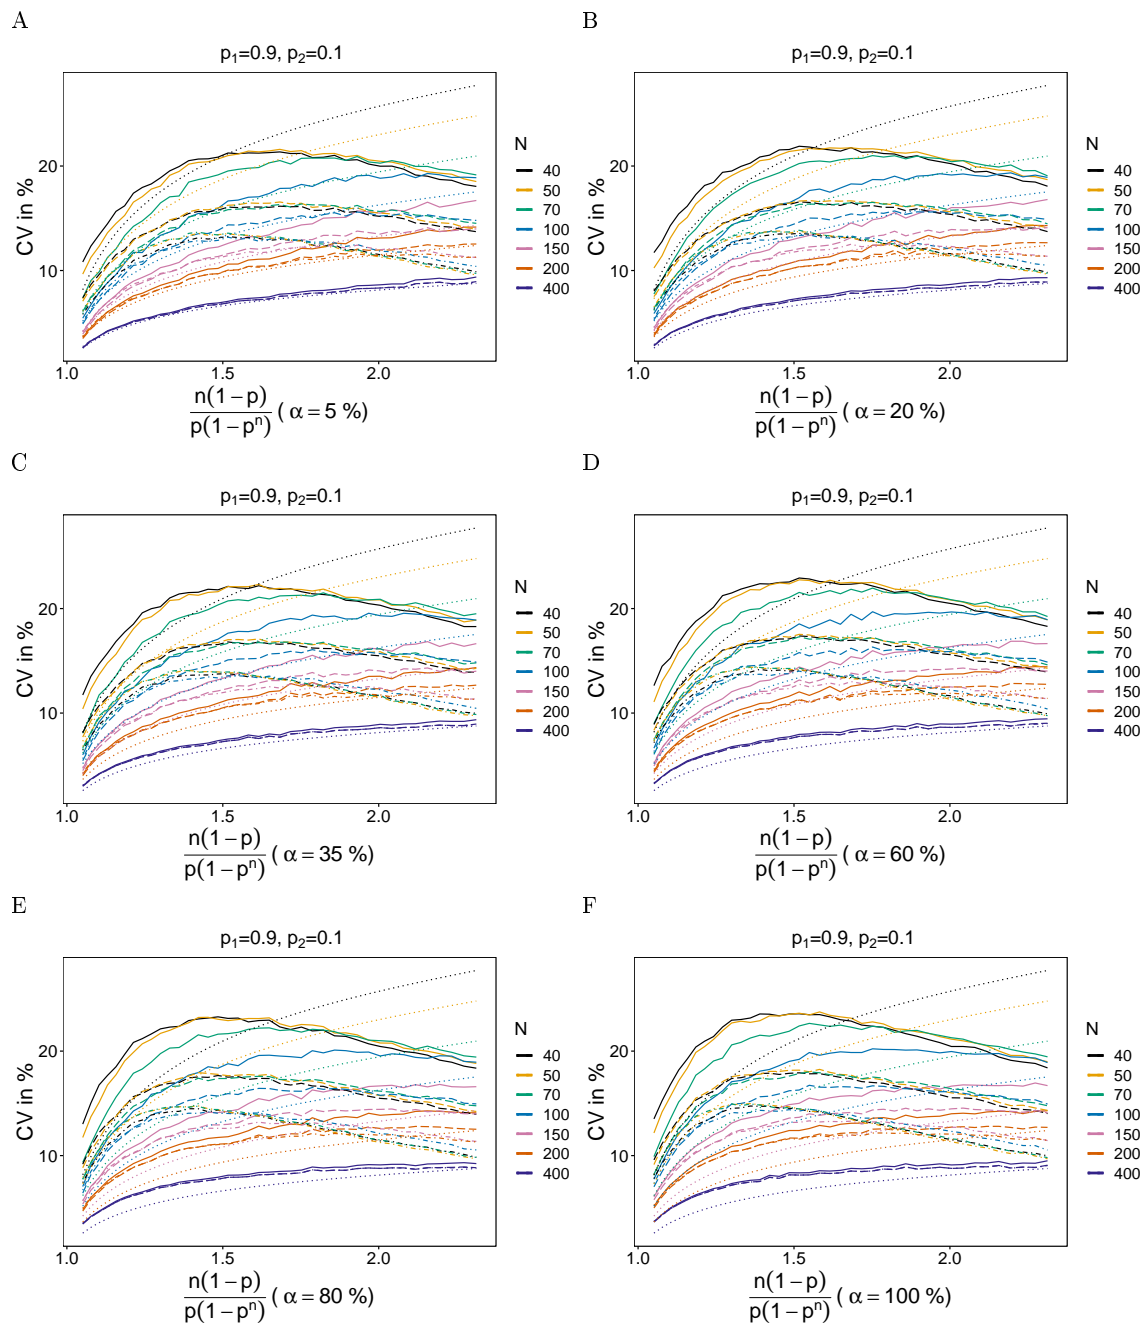 A
p₁=0.9, p₂=0.1
CV in %
20
10
1.0 1.5 2.0
n(1−p)
p(1−pⁿ) ( α = 5 %)
N
40
50
70
100
150
200
400
B
p₁=0.9, p₂=0.1
CV in %
20
10
1.0 1.5 2.0
n(1−p)
p(1−pⁿ) ( α = 20 %)
N
40
50
70
100
150
200
400
C
p₁=0.9, p₂=0.1
CV in %
20
10
1.0 1.5 2.0
n(1−p)
p(1−pⁿ) ( α = 35 %)
N
40
50
70
100
150
200
400
D
p₁=0.9, p₂=0.1
CV in %
20
10
1.0 1.5 2.0
n(1−p)
p(1−pⁿ) ( α = 60 %)
N
40
50
70
100
150
200
400
E
p₁=0.9, p₂=0.1
CV in %
20
10
1.0 1.5 2.0
n(1−p)
p(1−pⁿ) ( α = 80 %)
N
40
50
70
100
150
200
400
F
p₁=0.9, p₂=0.1
CV in %
20
10
1.0 1.5 2.0
n(1−p)
p(1−pⁿ) ( α = 100 %)
N
40
50
70
100
150
200
400